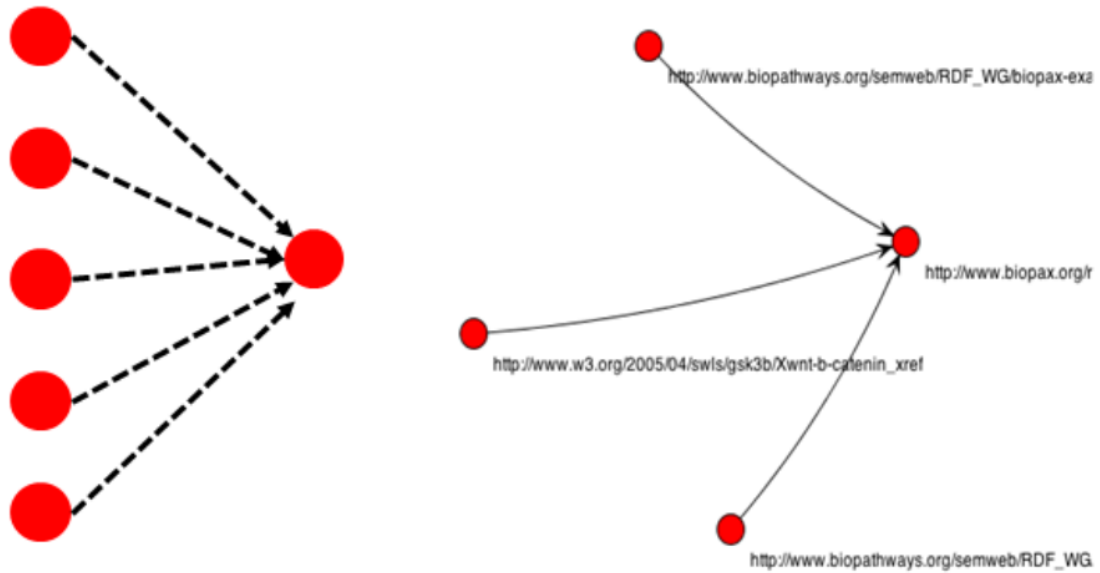 http://www.biopathways.org/semweb/RDF_WG/biopax-exa
http://www.biopax.org/r
http://www.w3.org/2005/04/swls/gsk3b/Xwnt-b-catenin_xref
http://www.biopathways.org/semweb/RDF_WG